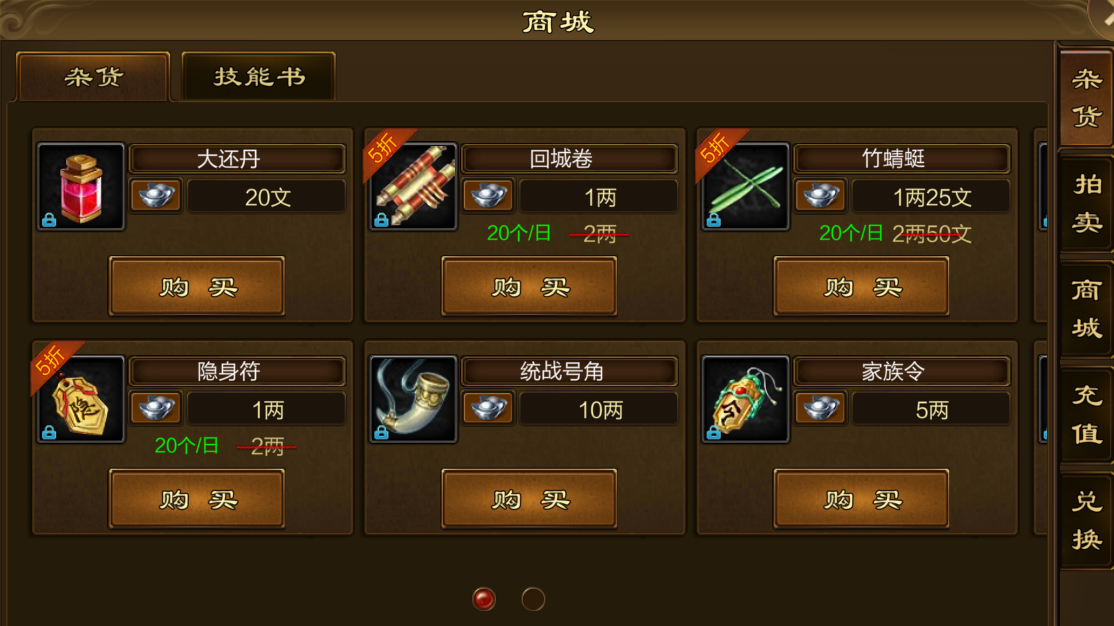 商城
杂货
技能书
大还丹
20文
购买
5折
回城卷
1两
20个/日 2两
购买
5折
竹蜻蜓
1两25文
20个/日 2两50文
购买
5折
隐
隐身符
1两
20个/日 2两
购买
统战号角
10两
购买
令
家族令
5两
购买
杂货
拍卖
商城
充值
兑换